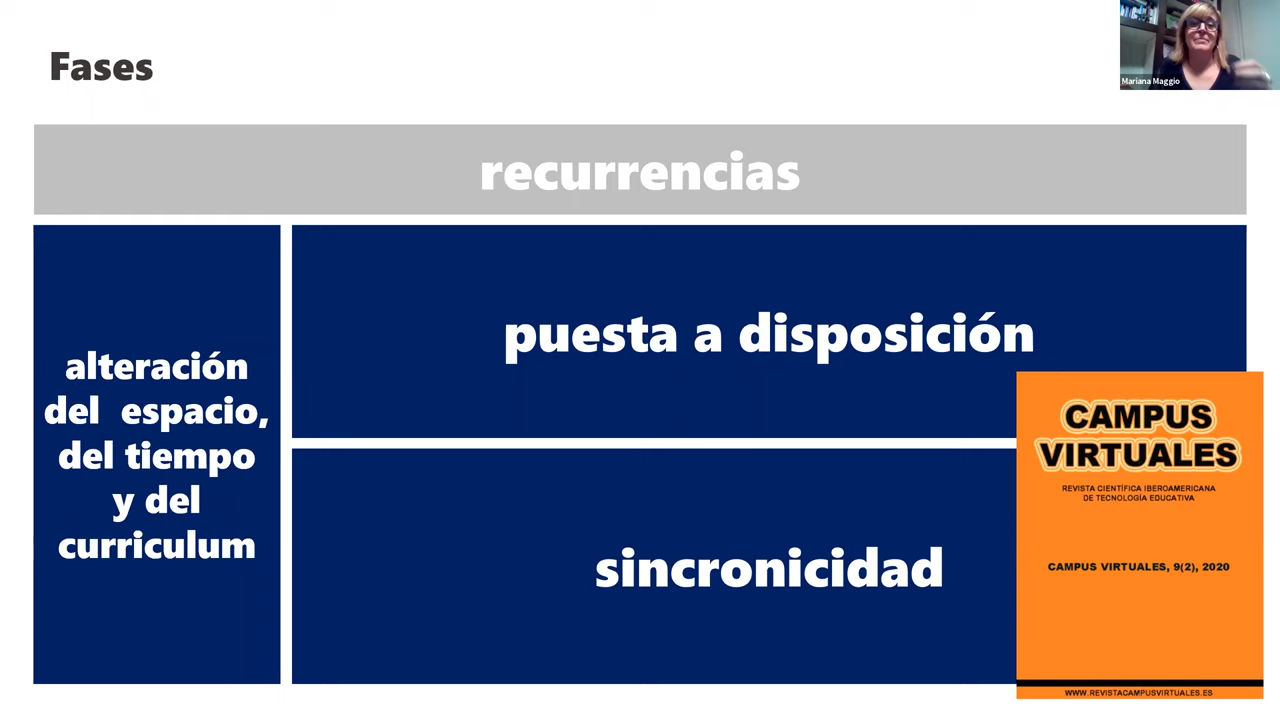 Fases
Mariana Maggio
recurrencias
alteración
del espacio,
del tiempo
y del
curriculum
puesta a disposición
sincronicidad
CAMPUS
VIRTUALES
REVISTA CIENTÍFICA IBEROAMERICANA
DE TECNOLOGÍA EDUCATIVA
CAMPUS VIRTUALES, 9(2), 2020
WWW.REVISTACAMPUSVIRTUALES.ES